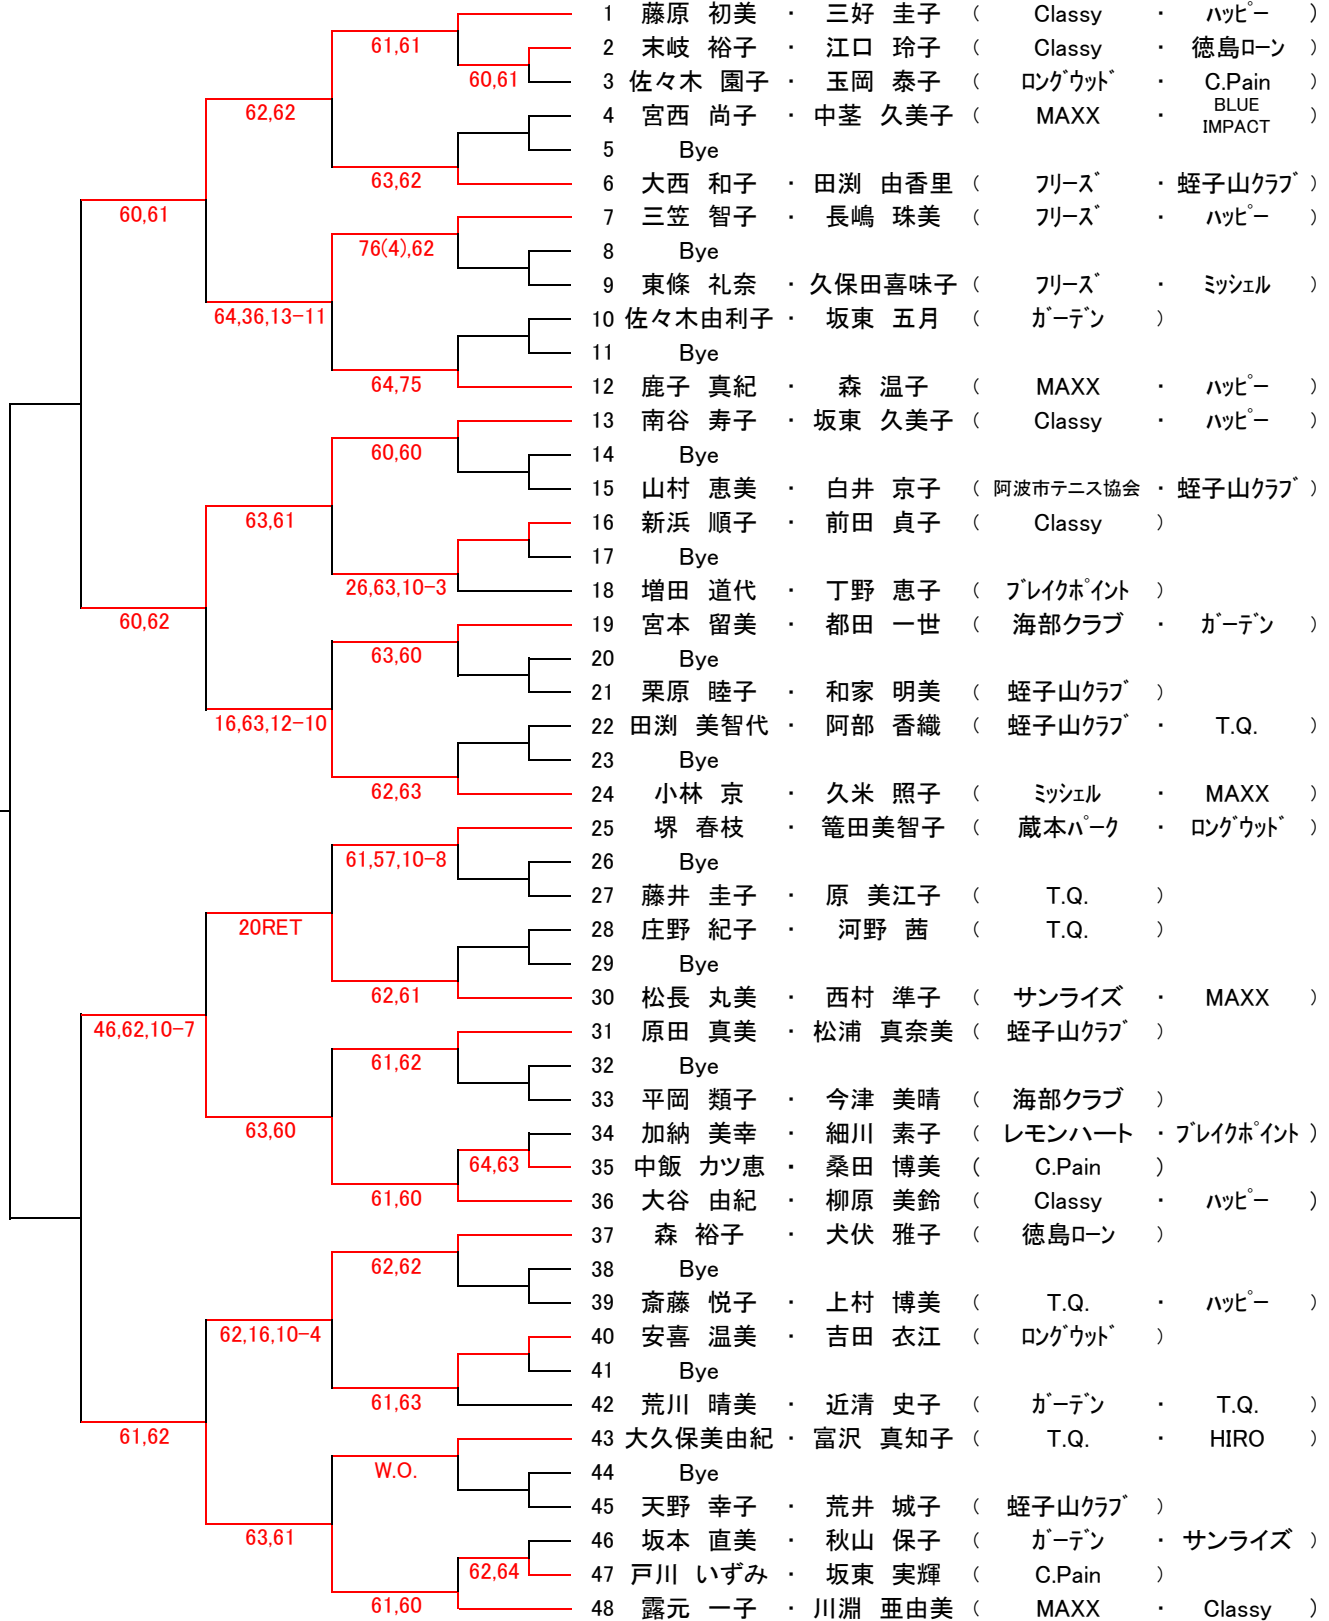 1 藤原 初美 ・ 三好 圭子 ( Classy ・ ﾊｯﾋﾟｰ )
61,61
2 末岐 裕子 ・ 江口 玲子 ( Classy ・ 徳島ﾛｰﾝ )
60,61
3 佐々木 園子 ・ 玉岡 泰子 ( ﾛﾝｸﾞｳｯﾄﾞ ・ C.Pain )
62,62
4 宮西 尚子 ・ 中茎 久美子 ( MAXX ・ BLUE IMPACT )
5 Bye
63,62
6 大西 和子 ・ 田渕 由香里 ( ﾌﾘｰｽﾞ ・ 蛭子山ｸﾗﾌﾞ )
60,61
7 三笠 智子 ・ 長嶋 珠美 ( ﾌﾘｰｽﾞ ・ ﾊｯﾋﾟｰ )
76(4),62
8 Bye
9 東條 礼奈 ・ 久保田喜味子 ( ﾌﾘｰｽﾞ ・ ﾐｯｼｪﾙ )
64,36,13-11
10 佐々木由利子 ・ 坂東 五月 ( ｶﾞｰﾃﾞﾝ )
11 Bye
64,75
12 鹿子 真紀 ・ 森 温子 ( MAXX ・ ﾊｯﾋﾟｰ )
13 南谷 寿子 ・ 坂東 久美子 ( Classy ・ ﾊｯﾋﾟｰ )
60,60
14 Bye
15 山村 恵美 ・ 白井 京子 ( 阿波市テニス協会 ・ 蛭子山ｸﾗﾌﾞ )
63,61
16 新浜 順子 ・ 前田 貞子 ( Classy )
17 Bye
26,63,10-3
18 増田 道代 ・ 丁野 恵子 ( ﾌﾞﾚｲｸﾎﾟｲﾝﾄ )
60,62
19 宮本 留美 ・ 都田 一世 ( 海部クラブ ・ ｶﾞｰﾃﾞﾝ )
63,60
20 Bye
21 栗原 睦子 ・ 和家 明美 ( 蛭子山ｸﾗﾌﾞ )
16,63,12-10
22 田渕 美智代 ・ 阿部 香織 ( 蛭子山ｸﾗﾌﾞ ・ T.Q. )
23 Bye
62,63
24 小林 京 ・ 久米 照子 ( ﾐｯｼｪﾙ ・ MAXX )
25 堺 春枝 ・ 篭田美智子 ( 蔵本ﾊﾟｰｸ ・ ﾛﾝｸﾞｳｯﾄﾞ )
61,57,10-8
26 Bye
27 藤井 圭子 ・ 原 美江子 ( T.Q. )
20RET
28 庄野 紀子 ・ 河野 茜 ( T.Q. )
29 Bye
62,61
30 松長 丸美 ・ 西村 準子 ( サンライズ ・ MAXX )
46,62,10-7
31 原田 真美 ・ 松浦 真奈美 ( 蛭子山ｸﾗﾌﾞ )
61,62
32 Bye
33 平岡 類子 ・ 今津 美晴 ( 海部クラブ )
63,60
34 加納 美幸 ・ 細川 素子 ( レモンハート ・ ﾌﾞﾚｲｸﾎﾟｲﾝﾄ )
64,63
35 中飯 カツ恵 ・ 桑田 博美 ( C.Pain )
61,60
36 大谷 由紀 ・ 柳原 美鈴 ( Classy ・ ﾊｯﾋﾟｰ )
37 森 裕子 ・ 犬伏 雅子 ( 徳島ﾛｰﾝ )
62,62
38 Bye
39 斎藤 悦子 ・ 上村 博美 ( T.Q. ・ ﾊｯﾋﾟｰ )
62,16,10-4
40 安喜 温美 ・ 吉田 衣江 ( ﾛﾝｸﾞｳｯﾄﾞ )
41 Bye
61,63
42 荒川 晴美 ・ 近清 史子 ( ｶﾞｰﾃﾞﾝ ・ T.Q. )
61,62
43 大久保美由紀 ・ 富沢 真知子 ( T.Q. ・ HIRO )
W.O.
44 Bye
45 天野 幸子 ・ 荒井 城子 ( 蛭子山ｸﾗﾌﾞ )
63,61
46 坂本 直美 ・ 秋山 保子 ( ｶﾞｰﾃﾞﾝ ・ サンライズ )
62,64
47 戸川 いずみ ・ 坂東 実輝 ( C.Pain )
61,60
48 露元 一子 ・ 川淵 亜由美 ( MAXX ・ Classy )